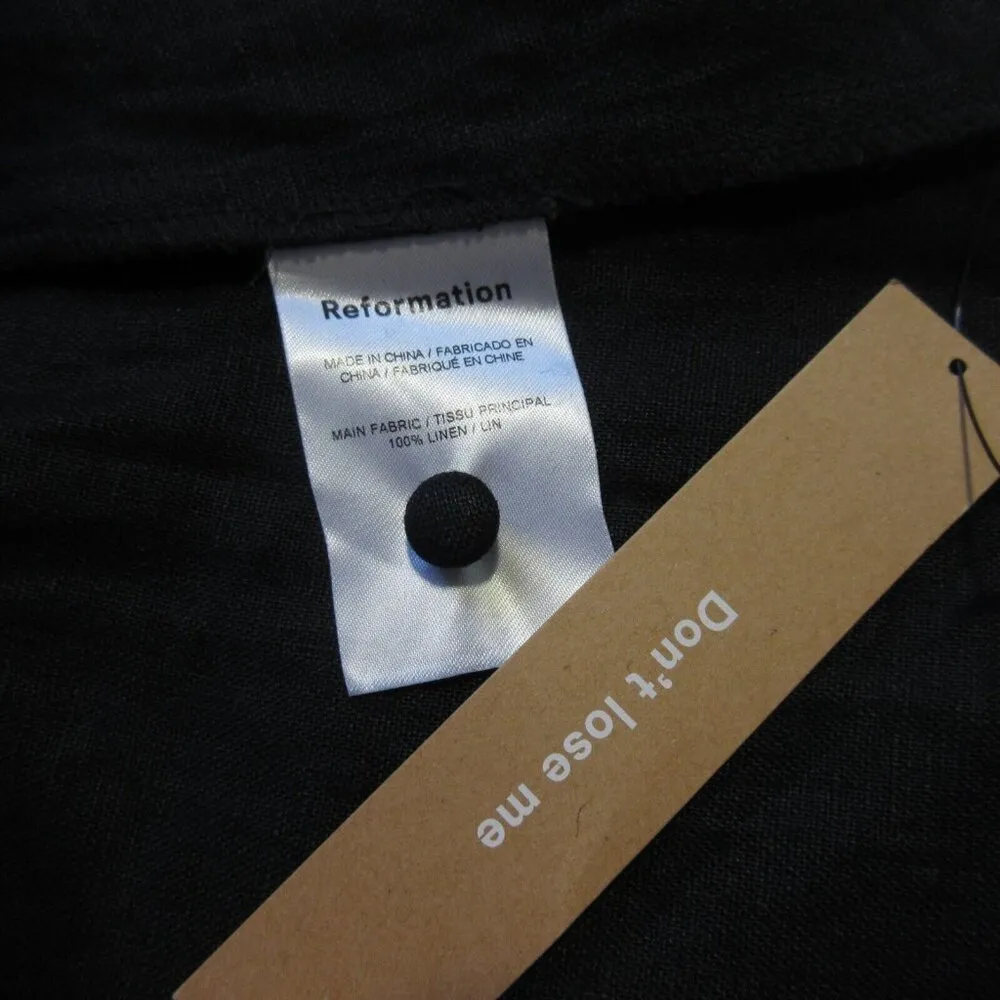 Reformation
MADE IN CHINA / FABRICADO EN
CHINA / FABRIQUÉ EN CHINE
MAIN FABRIC / TISSU PRINCIPAL
100% LINEN / LIN
Don't lose me